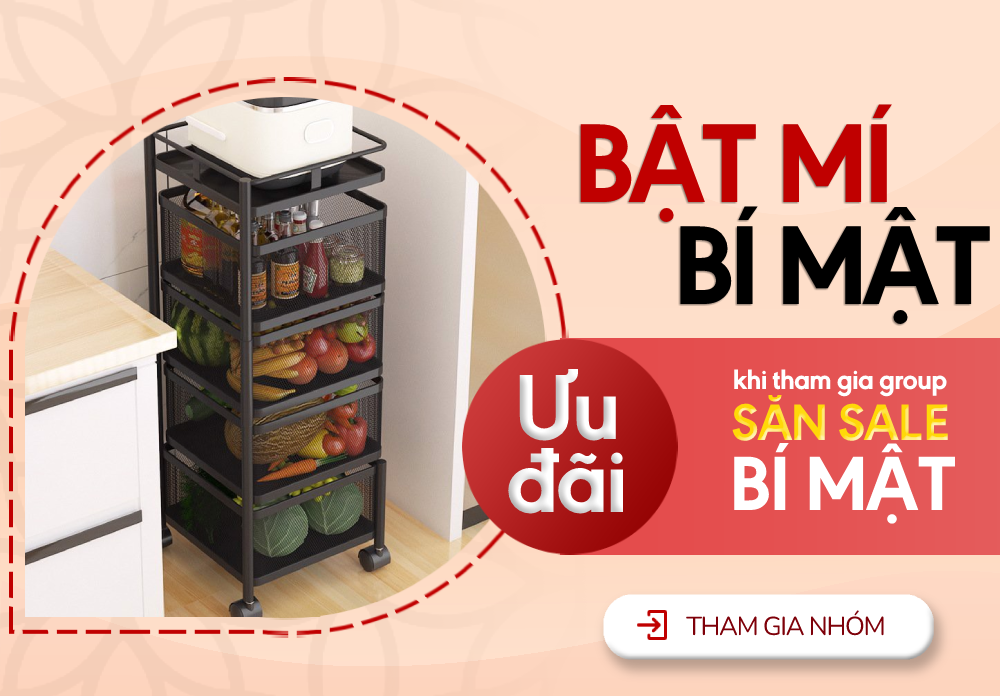 BẬT MÍ
BÍ MẬT
Ưu
đãi
khi tham gia group
SĂN SALE
BÍ MẬT
THAM GIA NHÓM